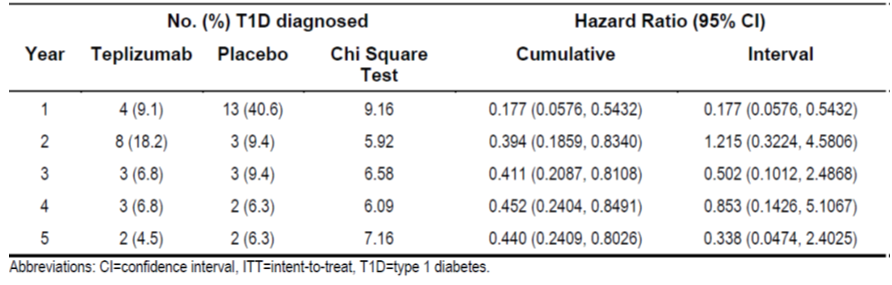 No. (%) T1D diagnosed Hazard Ratio (95% CI)
Year Teplizumab Placebo Chi Square Test Cumulative Interval
1 4 (9.1) 13 (40.6) 9.16 0.177 (0.0576, 0.5432) 0.177 (0.0576, 0.5432)
2 8 (18.2) 3 (9.4) 5.92 0.394 (0.1859, 0.8340) 1.215 (0.3224, 4.5806)
3 3 (6.8) 3 (9.4) 6.58 0.411 (0.2087, 0.8108) 0.502 (0.1012, 2.4868)
4 3 (6.8) 2 (6.3) 6.09 0.452 (0.2404, 0.8491) 0.853 (0.1426, 5.1067)
5 2 (4.5) 2 (6.3) 7.16 0.440 (0.2409, 0.8026) 0.338 (0.0474, 2.4025)
Abbreviations: CI=confidence interval, ITT=intent-to-treat, T1D=type 1 diabetes.